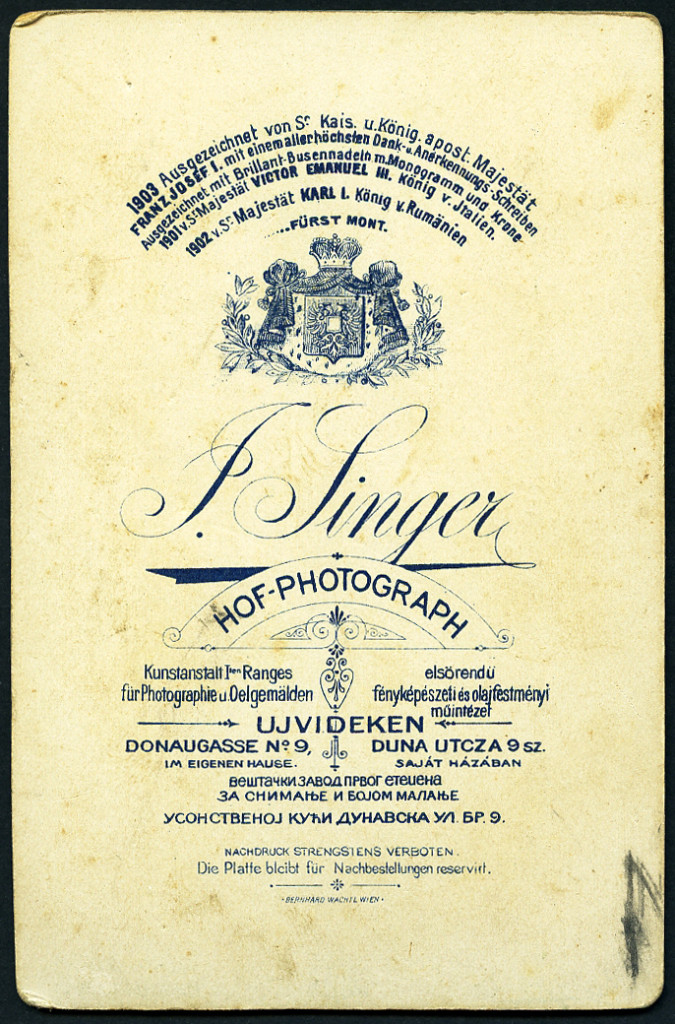 1903 Ausgezeichnet von Sr Kais. u. König. apost. Majestät
FRANZ JOSEF I. mit einem allerhöchsten Dank- u. Anerkennungs-Schreiben
Ausgezeichnet mit Brillant-Busennadeln m. Monogramm und Krone
1901 v. Sr Majestät VICTOR EMANUEL III. König v. Jtalien.
1902 v. Sr Majestät KARL I. König v. Rumänien
......FÜRST MONT.
J. Singer
HOF-PHOTOGRAPH
Kunstanstalt Iten Ranges
für Photographie u. Oelgemälden
elsörendü
fényképészeti és olajfestményi
müintézet
UJVIDEKEN
DONAUGASSE No 9,
IM EIGENEN HAUSE.
DUNA UTCZA 9 SZ.
SAJÁT HÁZÁBAN
ВЕШТАЧКИ ЗАВОД ПРВОГ СТЕПЕНА
ЗА СНИМАЊЕ И БОЈОМ МАЛАЊЕ
УСОНСТВЕНОЈ КУЋИ ДУНАВСКА УЛ. БР. 9.
NACHDRUCK STRENGSTENS VERBOTEN.
Die Platte bleibt für Nachbestellungen reservirt.
BERNHARD WACHTL WIEN